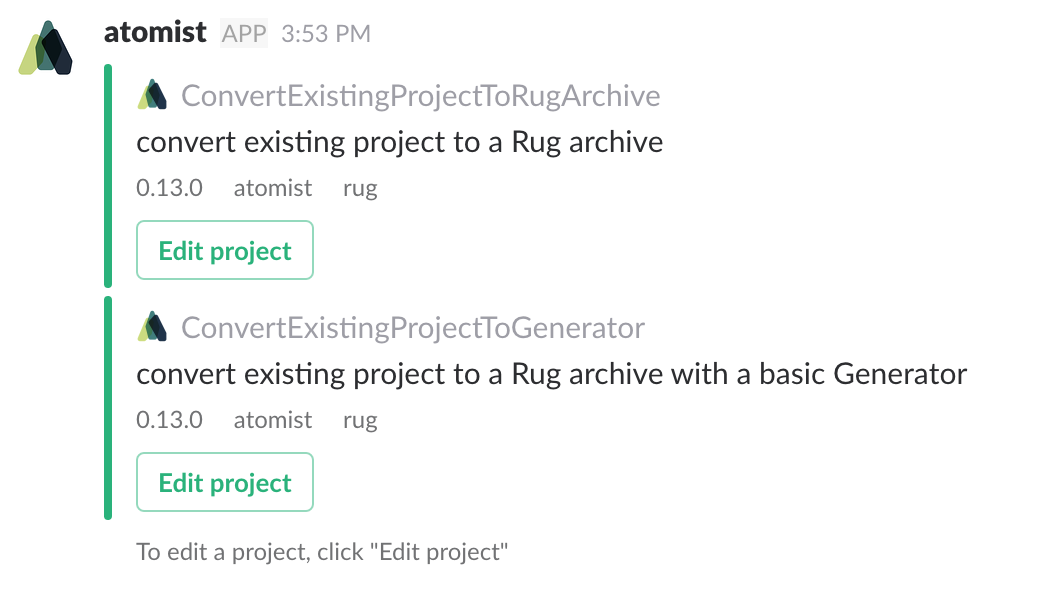 atomist APP 3:53 PM
ConvertExistingProjectToRugArchive
convert existing project to a Rug archive
0.13.0 atomist rug
Edit project
ConvertExistingProjectToGenerator
convert existing project to a Rug archive with a basic Generator
0.13.0 atomist rug
Edit project
To edit a project, click "Edit project"